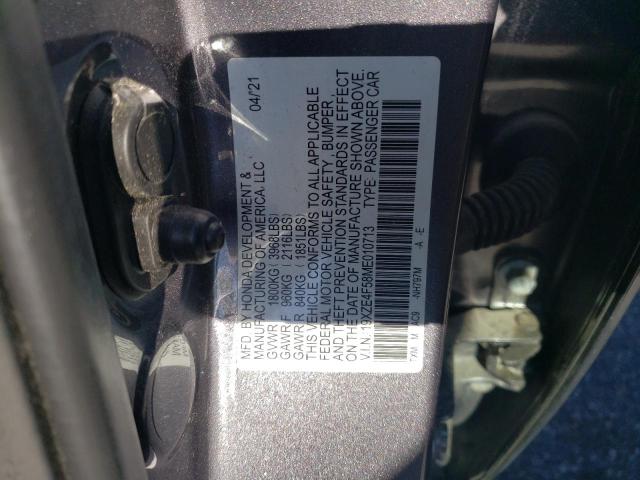 MFD. BY HONDA DEVELOPMENT & 04/21
MANUFACTURING OF AMERICA, LLC
GVWR 1800KG(3968LBS)
GAWR F 960KG(2116LBS)
GAWR R 840KG(1851LBS)
THIS VEHICLE CONFORMS TO ALL APPLICABLE
FEDERAL MOTOR VEHICLE SAFETY, BUMPER,
AND THEFT PREVENTION STANDARDS IN EFFECT
ON THE DATE OF MANUFACTURE SHOWN ABOVE.
V.I.N. 19XZE4F58ME010713 TYPE PASSENGER CAR
7XM M TC9 NH797M -A -E